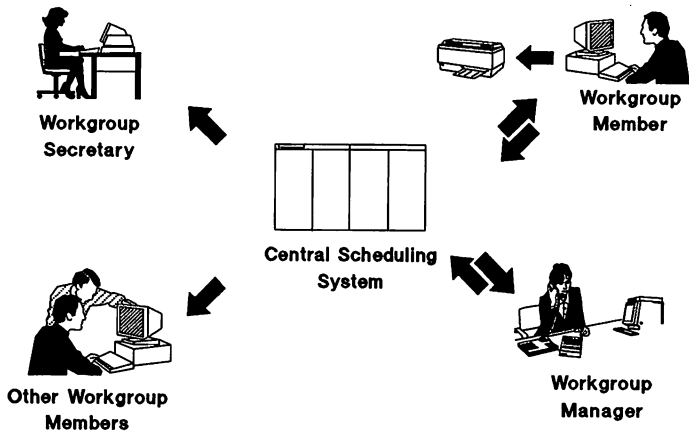 Workgroup
Secretary
Workgroup
Member
Central Scheduling
System
Other Workgroup
Members
Workgroup
Manager